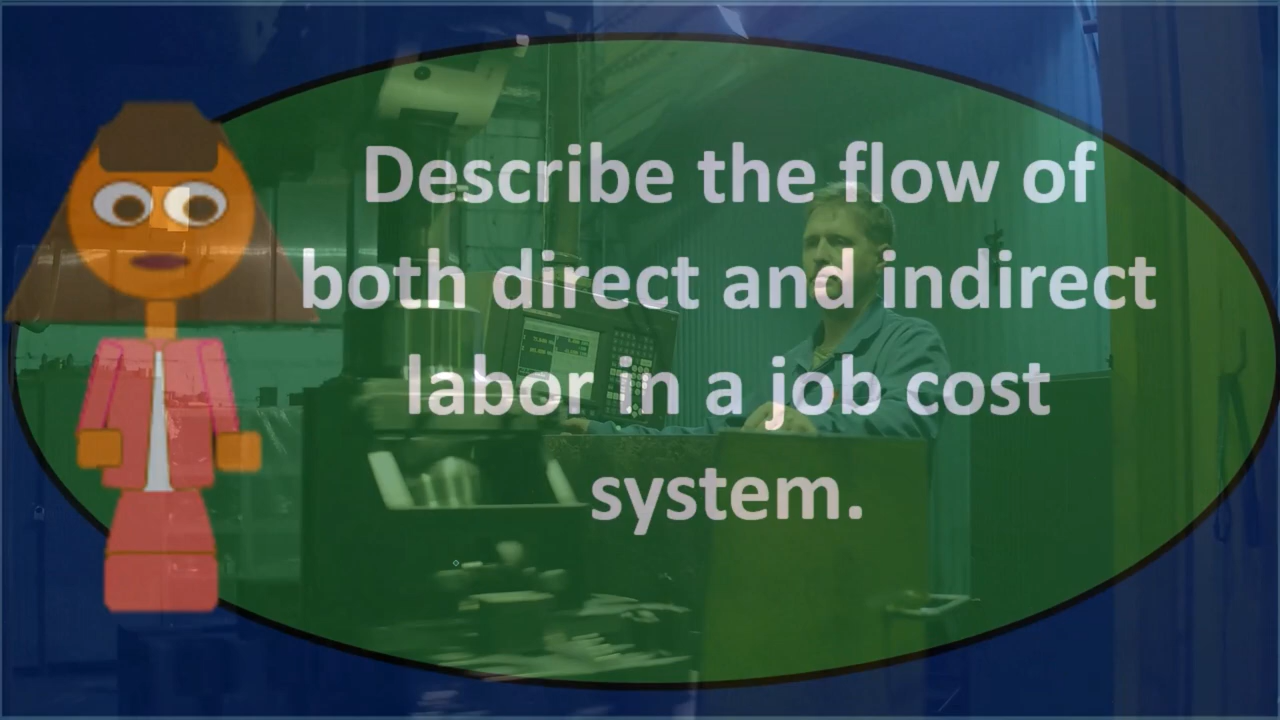 Describe the flow of
both direct and indirect
labor in a job cost
system.